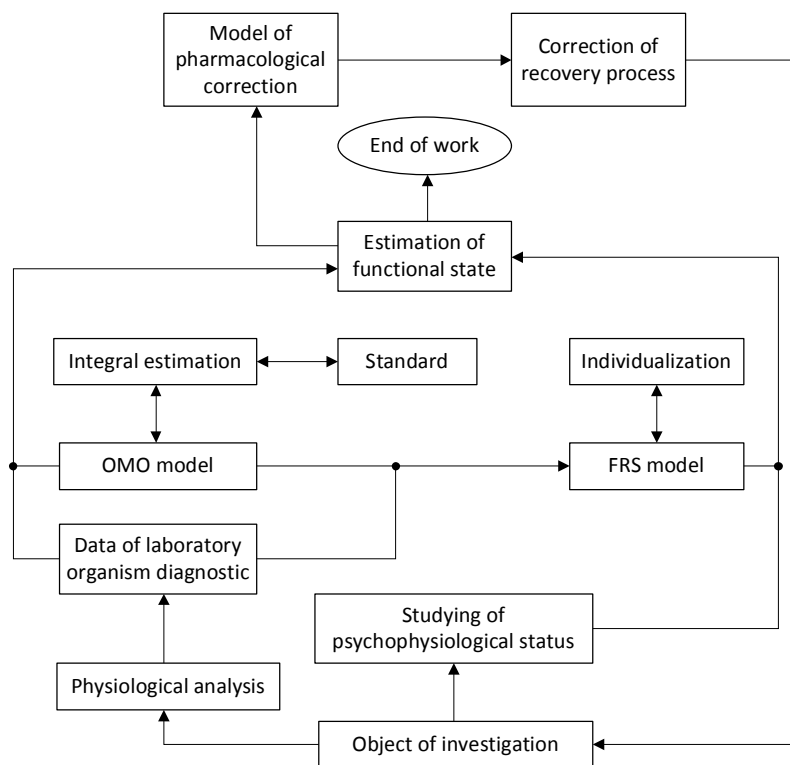 Model of
pharmacological
correction
Correction of
recovery process
End of work
Estimation of
functional state
Integral estimation
Standard
Individualization
OMO model
FRS model
Data of laboratory
organism diagnostic
Studying of
psychophysiological
status
Physiological analysis
Object of investigation